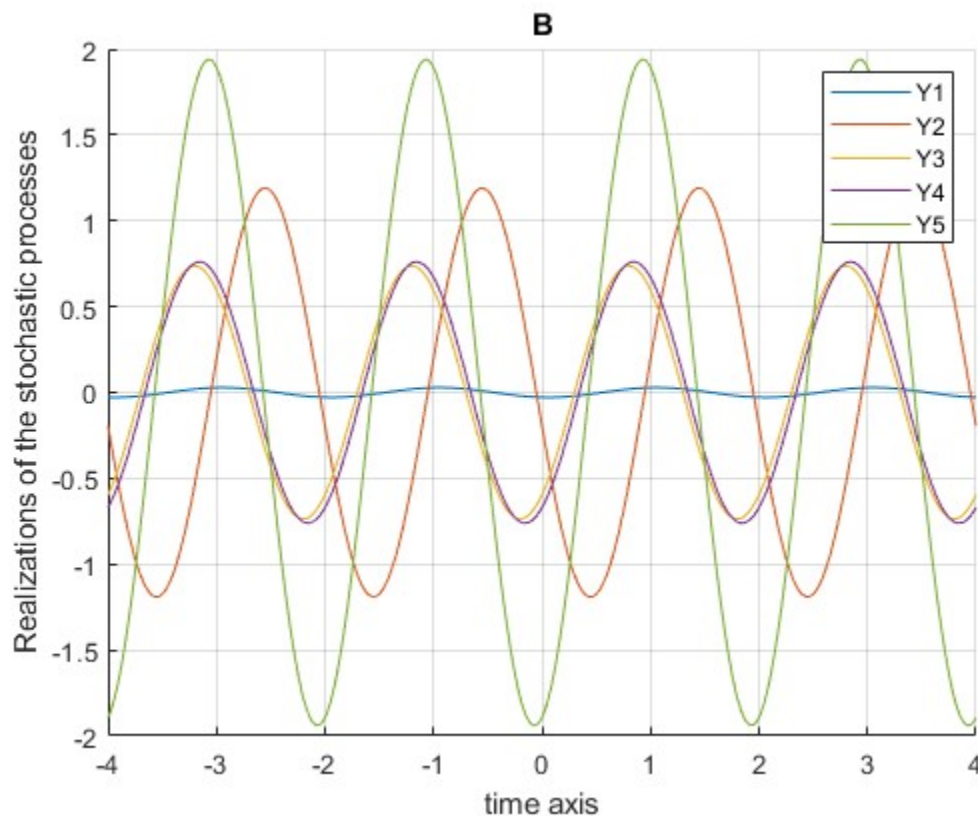 B
Realizations of the stochastic processes
2
1.5
1
0.5
0
-0.5
-1
-1.5
-2
Y1
Y2
Y3
Y4
Y5
-4 -3 -2 -1 0 1 2 3 4
time axis